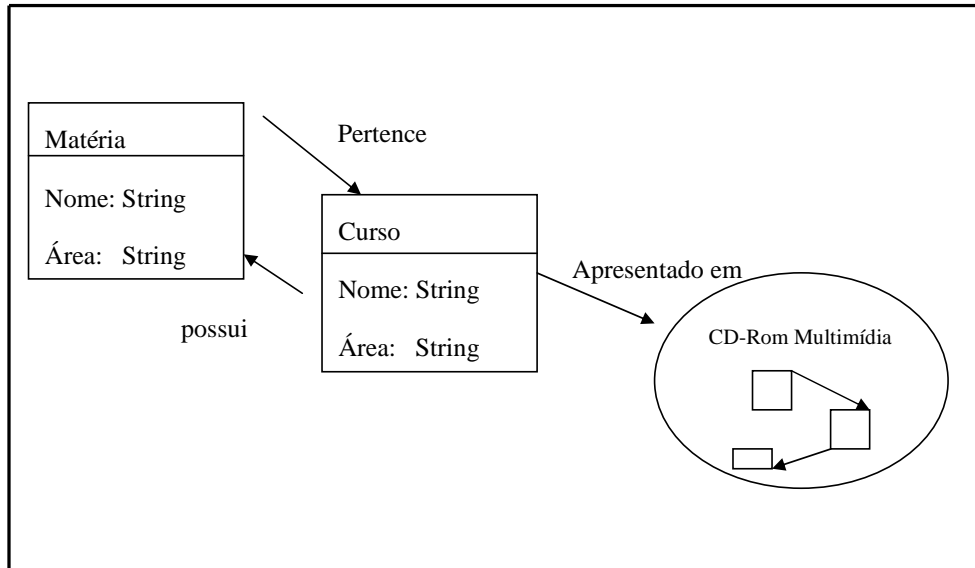 Matéria
Nome: String
Área: String
Pertence
possui
Curso
Nome: String
Área: String
Apresentado em
CD-Rom Multimídia